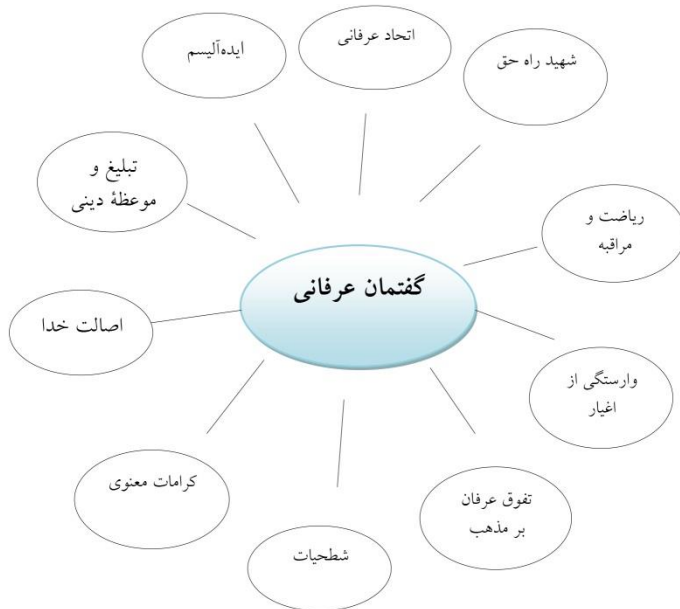 گفتمان عرفانی
اتحاد عرفانی
شهید راه حق
ریاضت و
مراقبه
وارستگی از
اغیار
تفوق عرفان
بر مذهب
شطحیات
کرامات معنوی
اصالت خدا
تبلیغ و
موعظهٔ دینی
ایده‌آلیسم